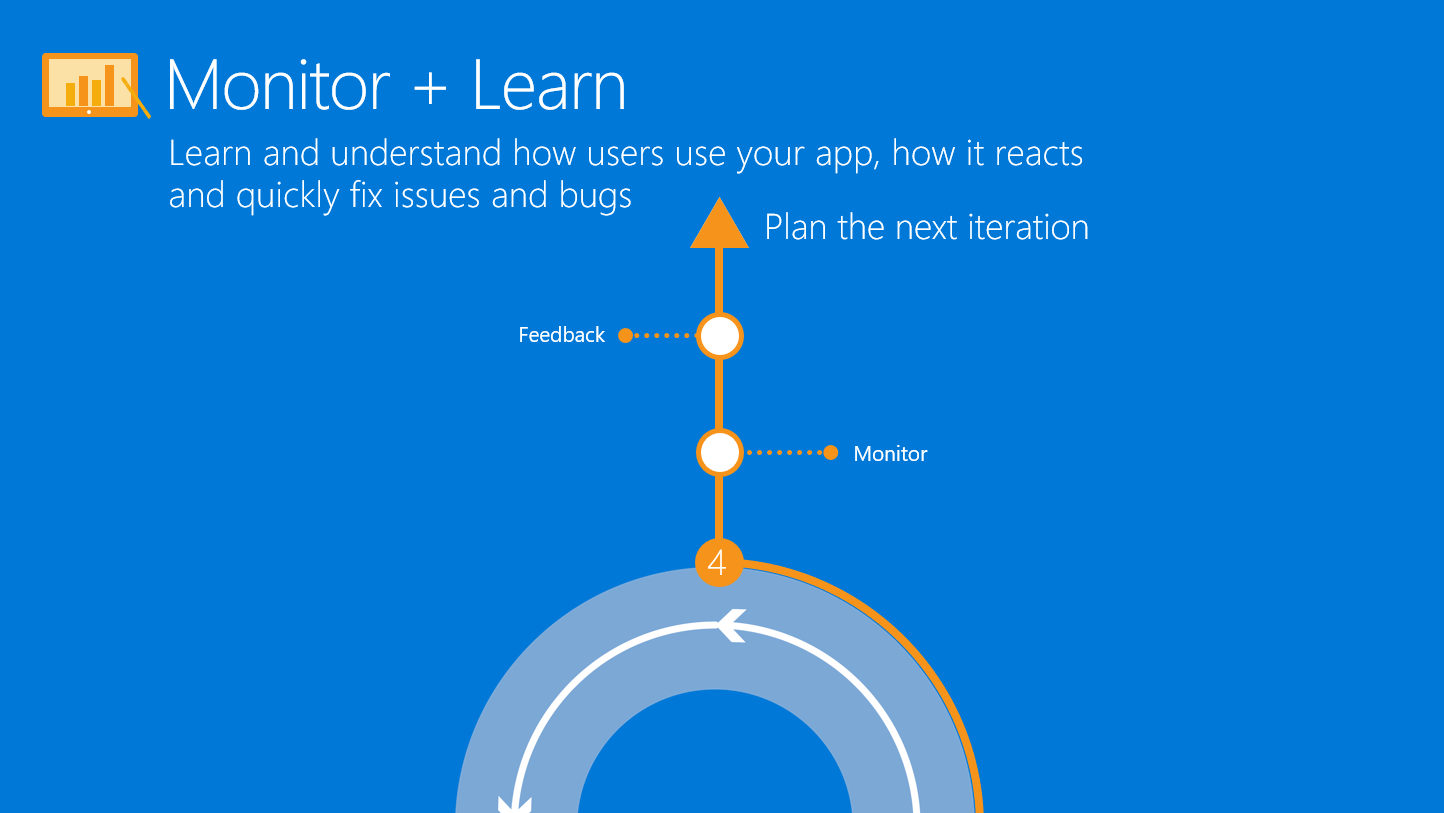 Monitor + Learn
Learn and understand how users use your app, how it reacts
and quickly fix issues and bugs
Plan the next iteration
Feedback
Monitor
4